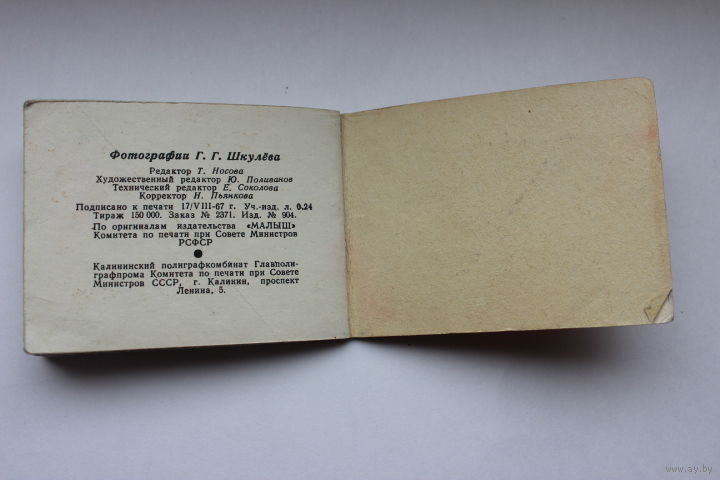 Фотографии Г. Г. Шкулёва
Редактор Т. Носова
Художественный редактор Ю. Поливанов
Технический редактор Е. Соколова
Корректор Н. Пьянкова
Подписано к печати 17/VIII-67 г. Уч.-изд. л. 0.24
Тираж 150 000. Заказ № 2371. Изд. № 904.
По оригиналам издательства «МАЛЫШ»
Комитета по печати при Совете Министров
РСФСР
Калининский полиграфкомбинат Главполи-
графпрома Комитета по печати при Совете
Министров СССР, г. Калинин, проспект
Ленина, 5.
www.ay.by